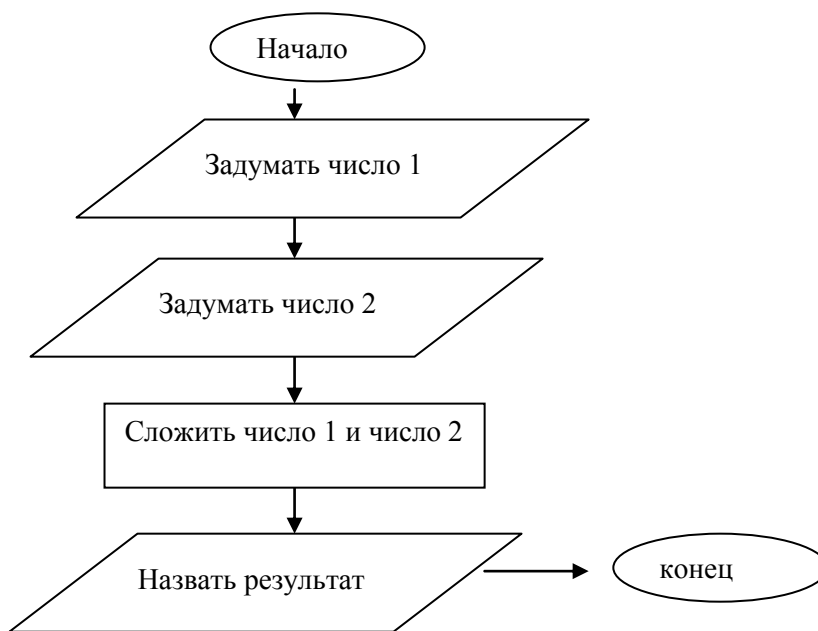 Начало
Задумать число 1
Задумать число 2
Сложить число 1 и число 2
Назвать результат
конец